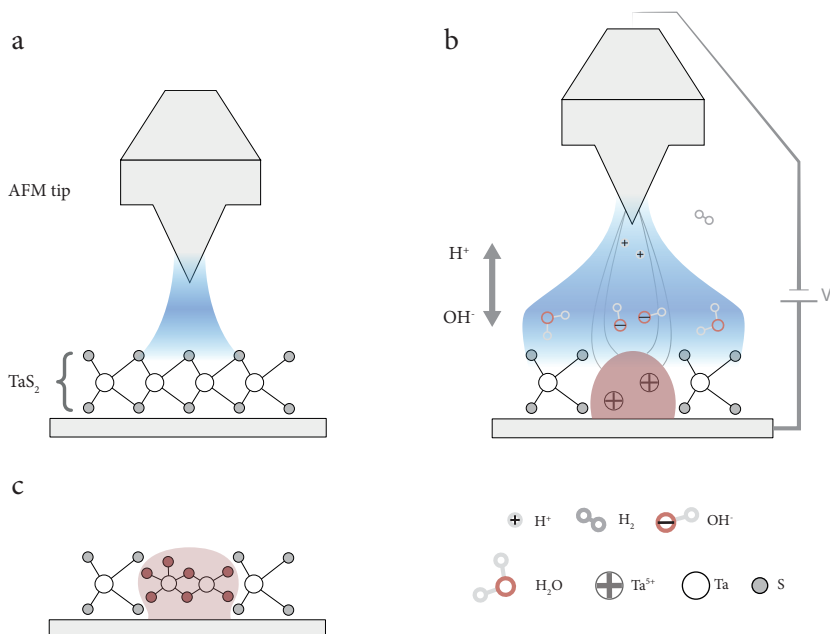 a
AFM tip
TaS₂
b
H⁺
OH⁻
V
c
H⁺
H₂
OH⁻
H₂O
Ta⁵⁺
Ta
S